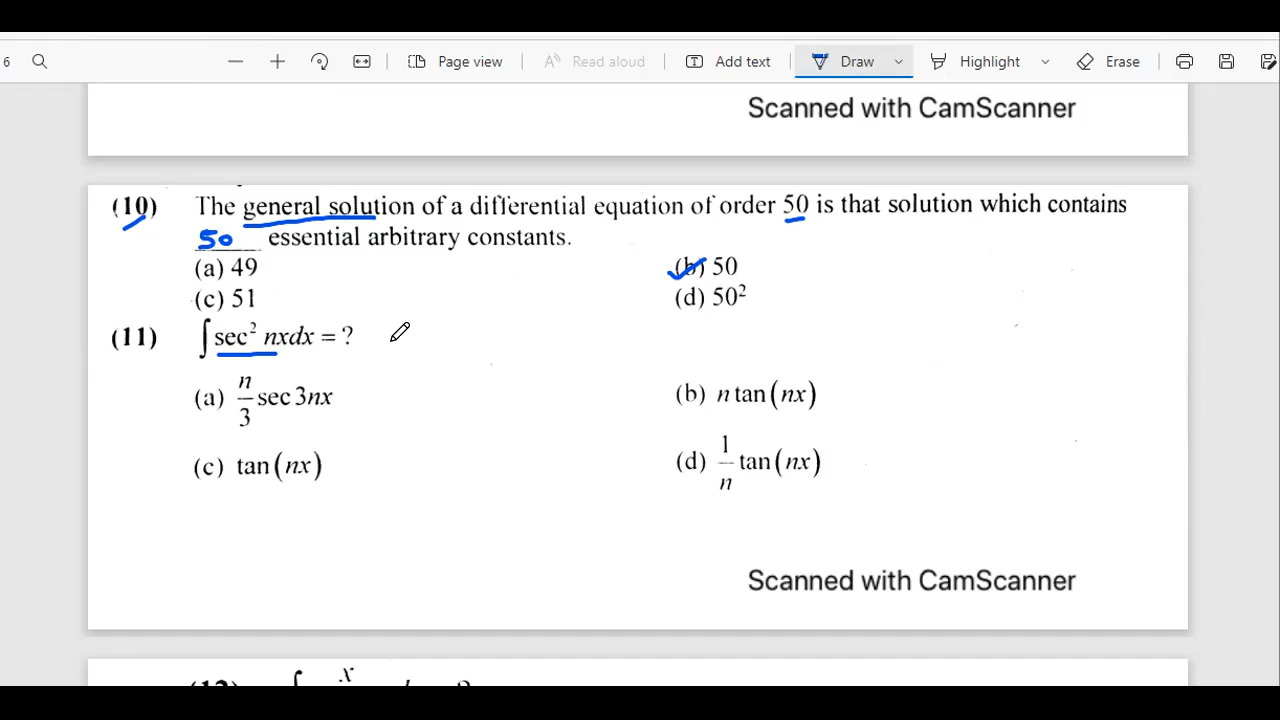 6 Page view Read aloud Add text Draw Highlight Erase
Scanned with CamScanner
(10) The general solution of a differential equation of order 50 is that solution which contains
50 essential arbitrary constants.
(a) 49 (b) 50
(c) 51 (d) 50²
(11) ∫ sec² nxdx = ?
(a) n/3 sec 3nx (b) n tan(nx)
(c) tan(nx) (d) 1/n tan(nx)
Scanned with CamScanner
x